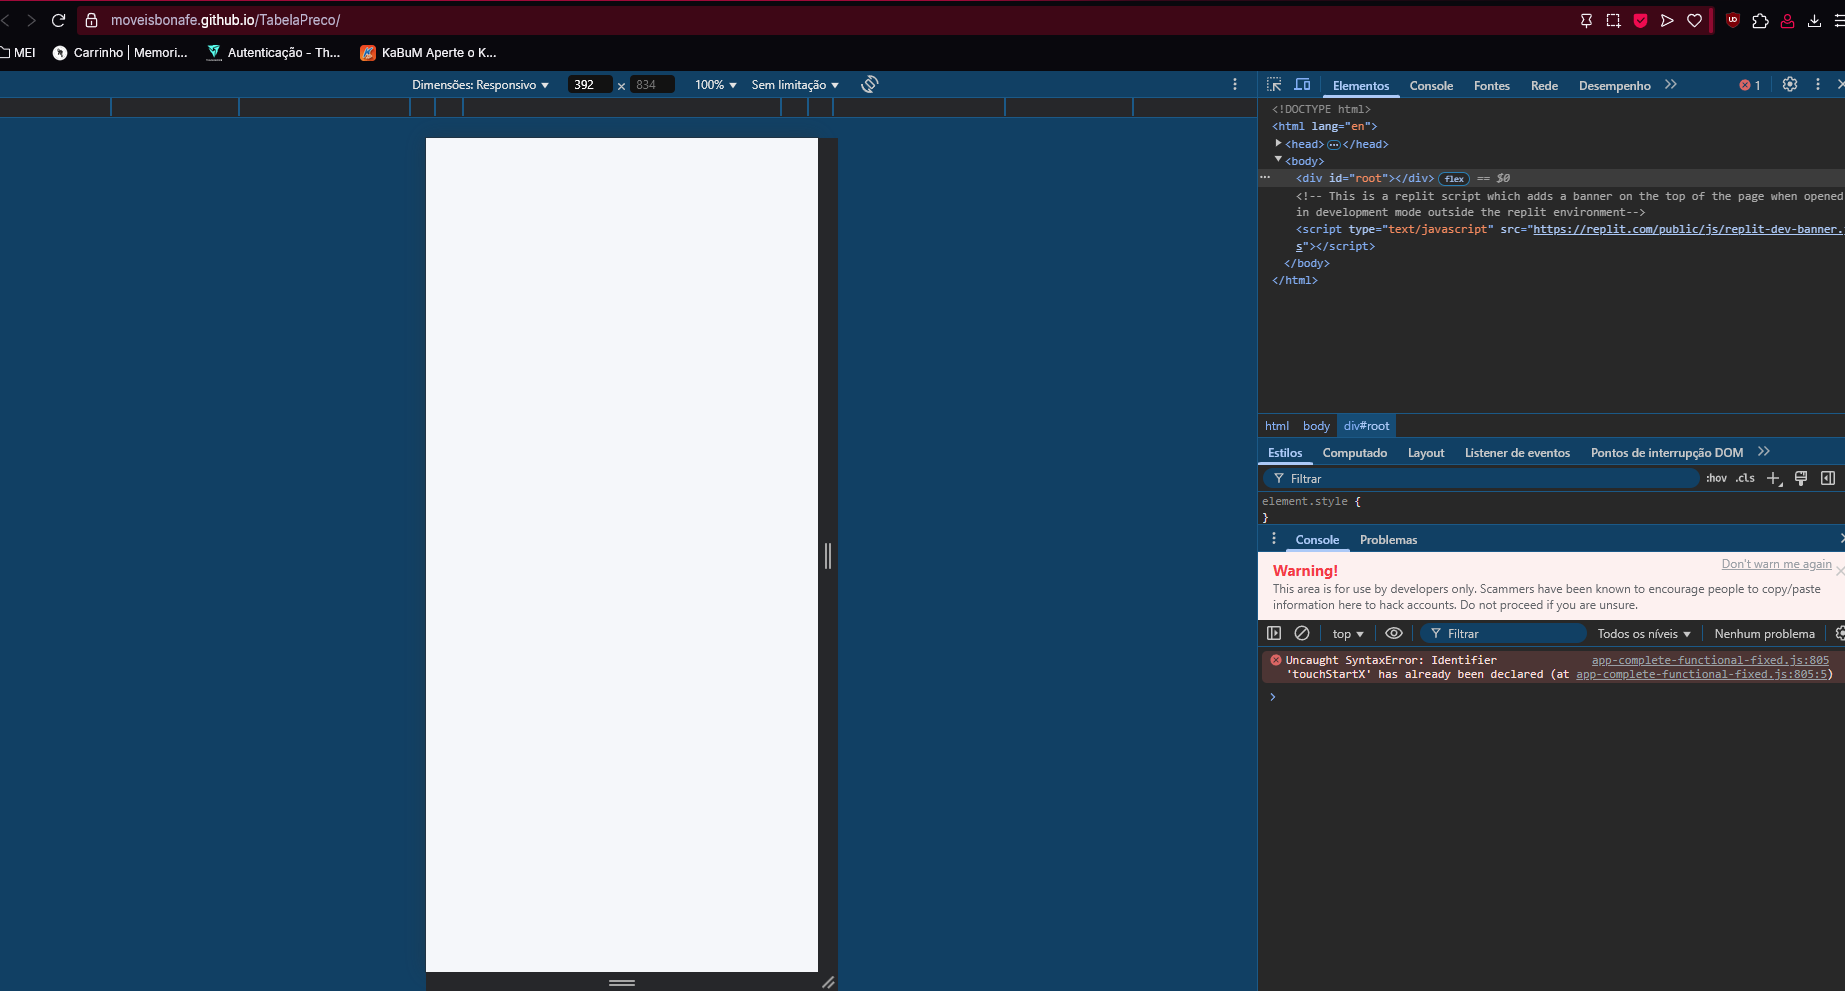 moveisbonafe.github.io/TabelaPreco/
MEI
Carrinho | Memori...
Autenticação - Th...
KaBuM Aperte o K...
Dimensões: Responsivo
392 x 834
100%
Sem limitação
Elementos
Console
Fontes
Rede
Desempenho
1
<!DOCTYPE html>
<html lang="en">
<head>…</head>
<body>
<div id="root"></div> flex == $0
<!-- This is a replit script which adds a banner on the top of the page when opened
in development mode outside the replit environment-->
<script type="text/javascript" src="https://replit.com/public/js/replit-dev-banner.j
s"></script>
</body>
</html>
html body div#root
Estilos
Computado
Layout
Listener de eventos
Pontos de interrupção DOM
Filtrar
:hov .cls
element.style {
}
Console
Problemas
Don't warn me again
Warning!
This area is for use by developers only. Scammers have been known to encourage people to copy/paste
information here to hack accounts. Do not proceed if you are unsure.
top
Filtrar
Todos os níveis
Nenhum problema
Uncaught SyntaxError: Identifier app-complete-functional-fixed.js:805
'touchStartX' has already been declared (at app-complete-functional-fixed.js:805:5)